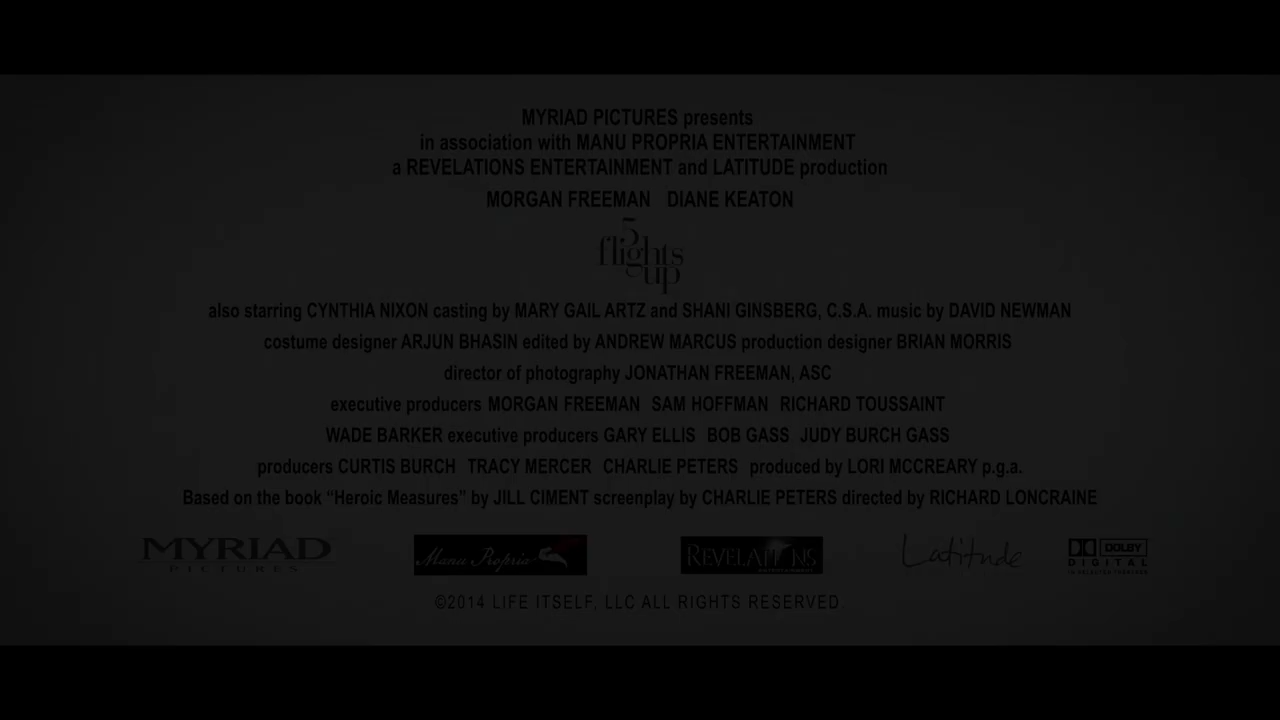 MYRIAD PICTURES presents
in association with MANU PROPRIA ENTERTAINMENT
a REVELATIONS ENTERTAINMENT and LATITUDE production
MORGAN FREEMAN DIANE KEATON
5
flights
up
also starring CYNTHIA NIXON casting by MARY GAIL ARTZ and SHANI GINSBERG, C.S.A. music by DAVID NEWMAN
costume designer ARJUN BHASIN edited by ANDREW MARCUS production designer BRIAN MORRIS
director of photography JONATHAN FREEMAN, ASC
executive producers MORGAN FREEMAN SAM HOFFMAN RICHARD TOUSSAINT
WADE BARKER executive producers GARY ELLIS BOB GASS JUDY BURCH GASS
producers CURTIS BURCH TRACY MERCER CHARLIE PETERS produced by LORI MCCREARY p.g.a.
Based on the book “Heroic Measures” by JILL CIMENT screenplay by CHARLIE PETERS directed by RICHARD LONCRAINE
MYRIAD
PICTURES
Manu Propria
REVELATIONS
ENTERTAINMENT
Latitude
DOLBY
DIGITAL
IN SELECTED THEATRES
©2014 LIFE ITSELF, LLC ALL RIGHTS RESERVED.